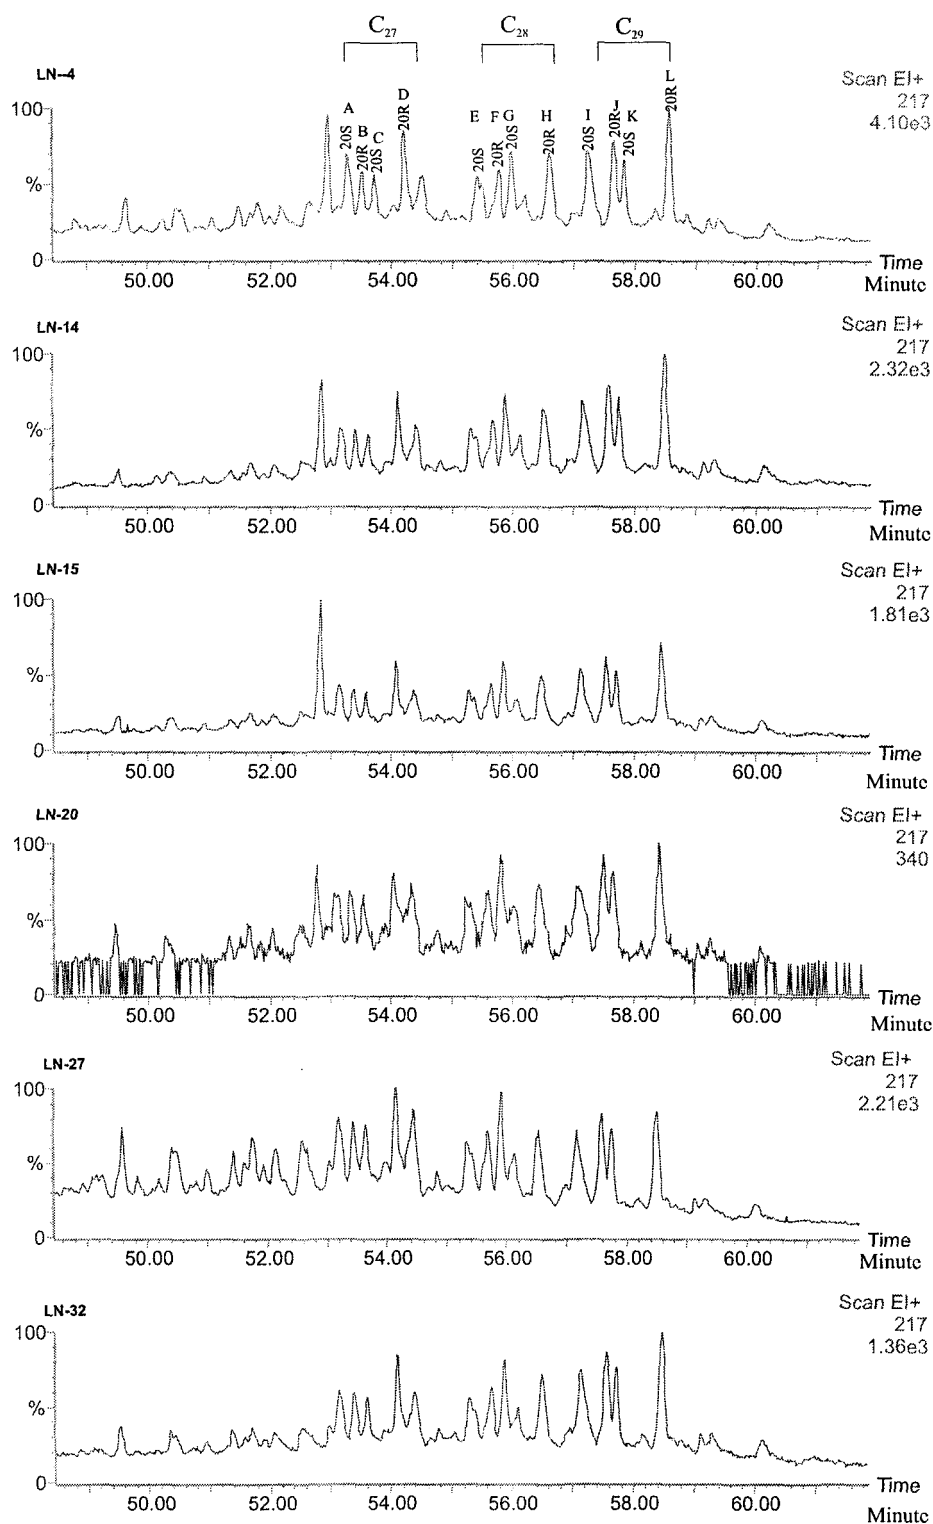 C27 C28 C29
LN-4
Scan EI+
217
4.10e3
100
%
0
A B C D E F G H I J K L
20S 20R 20S 20R 20S 20R 20S 20R 20S 20R 20S 20R
50.00 52.00 54.00 56.00 58.00 60.00
Time
Minute
LN-14
Scan EI+
217
2.32e3
100
%
0
50.00 52.00 54.00 56.00 58.00 60.00
Time
Minute
LN-15
Scan EI+
217
1.81e3
100
%
0
50.00 52.00 54.00 56.00 58.00 60.00
Time
Minute
LN-20
Scan EI+
217
340
100
%
0
50.00 52.00 54.00 56.00 58.00 60.00
Time
Minute
LN-27
Scan EI+
217
2.21e3
100
%
0
50.00 52.00 54.00 56.00 58.00 60.00
Time
Minute
LN-32
Scan EI+
217
1.36e3
100
%
0
50.00 52.00 54.00 56.00 58.00 60.00
Time
Minute